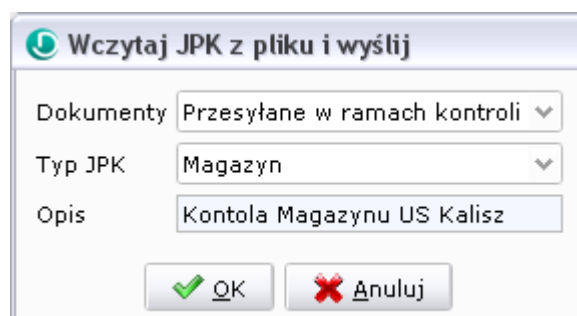 Wczytaj JPK z pliku i wyślij
Dokumenty Przesyłane w ramach kontroli
Typ JPK Magazyn
Opis Kontola Magazynu US Kalisz
OK Anuluj